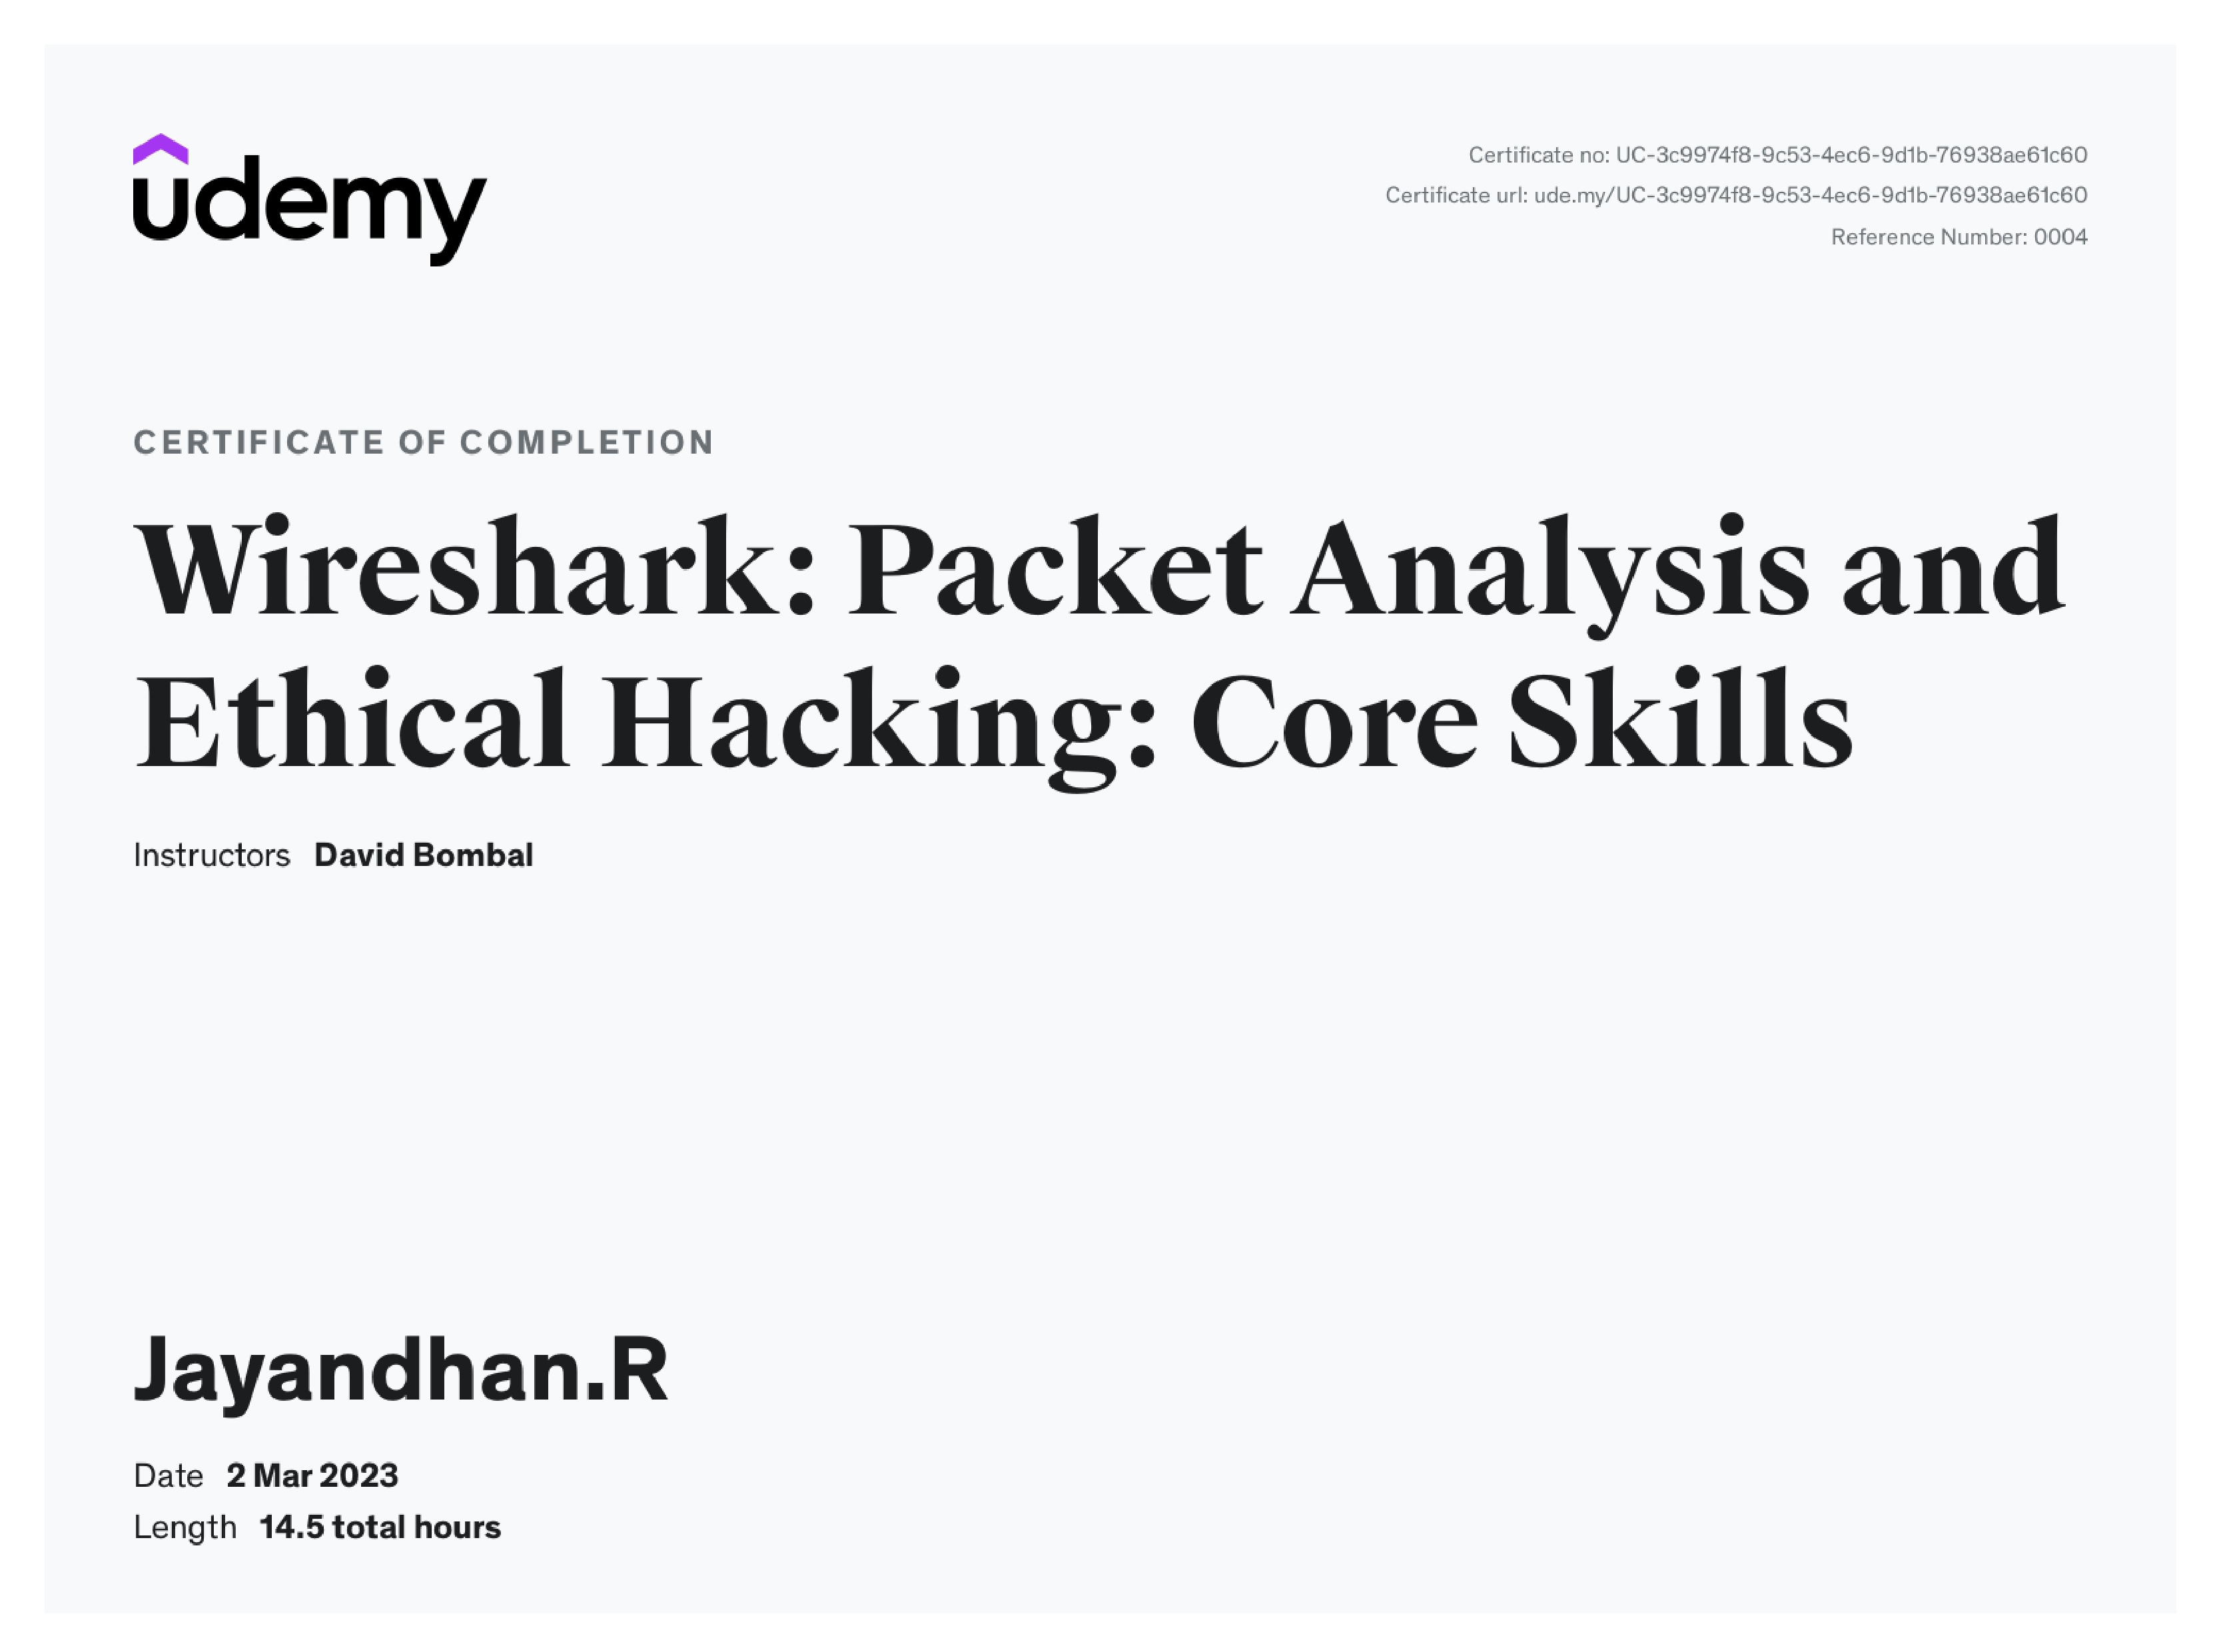 udemy
Certificate no: UC-3c9974f8-9c53-4ec6-9d1b-76938ae61c60
Certificate url: ude.my/UC-3c9974f8-9c53-4ec6-9d1b-76938ae61c60
Reference Number: 0004
CERTIFICATE OF COMPLETION
Wireshark: Packet Analysis and
Ethical Hacking: Core Skills
Instructors David Bombal
Jayandhan.R
Date 2 Mar 2023
Length 14.5 total hours